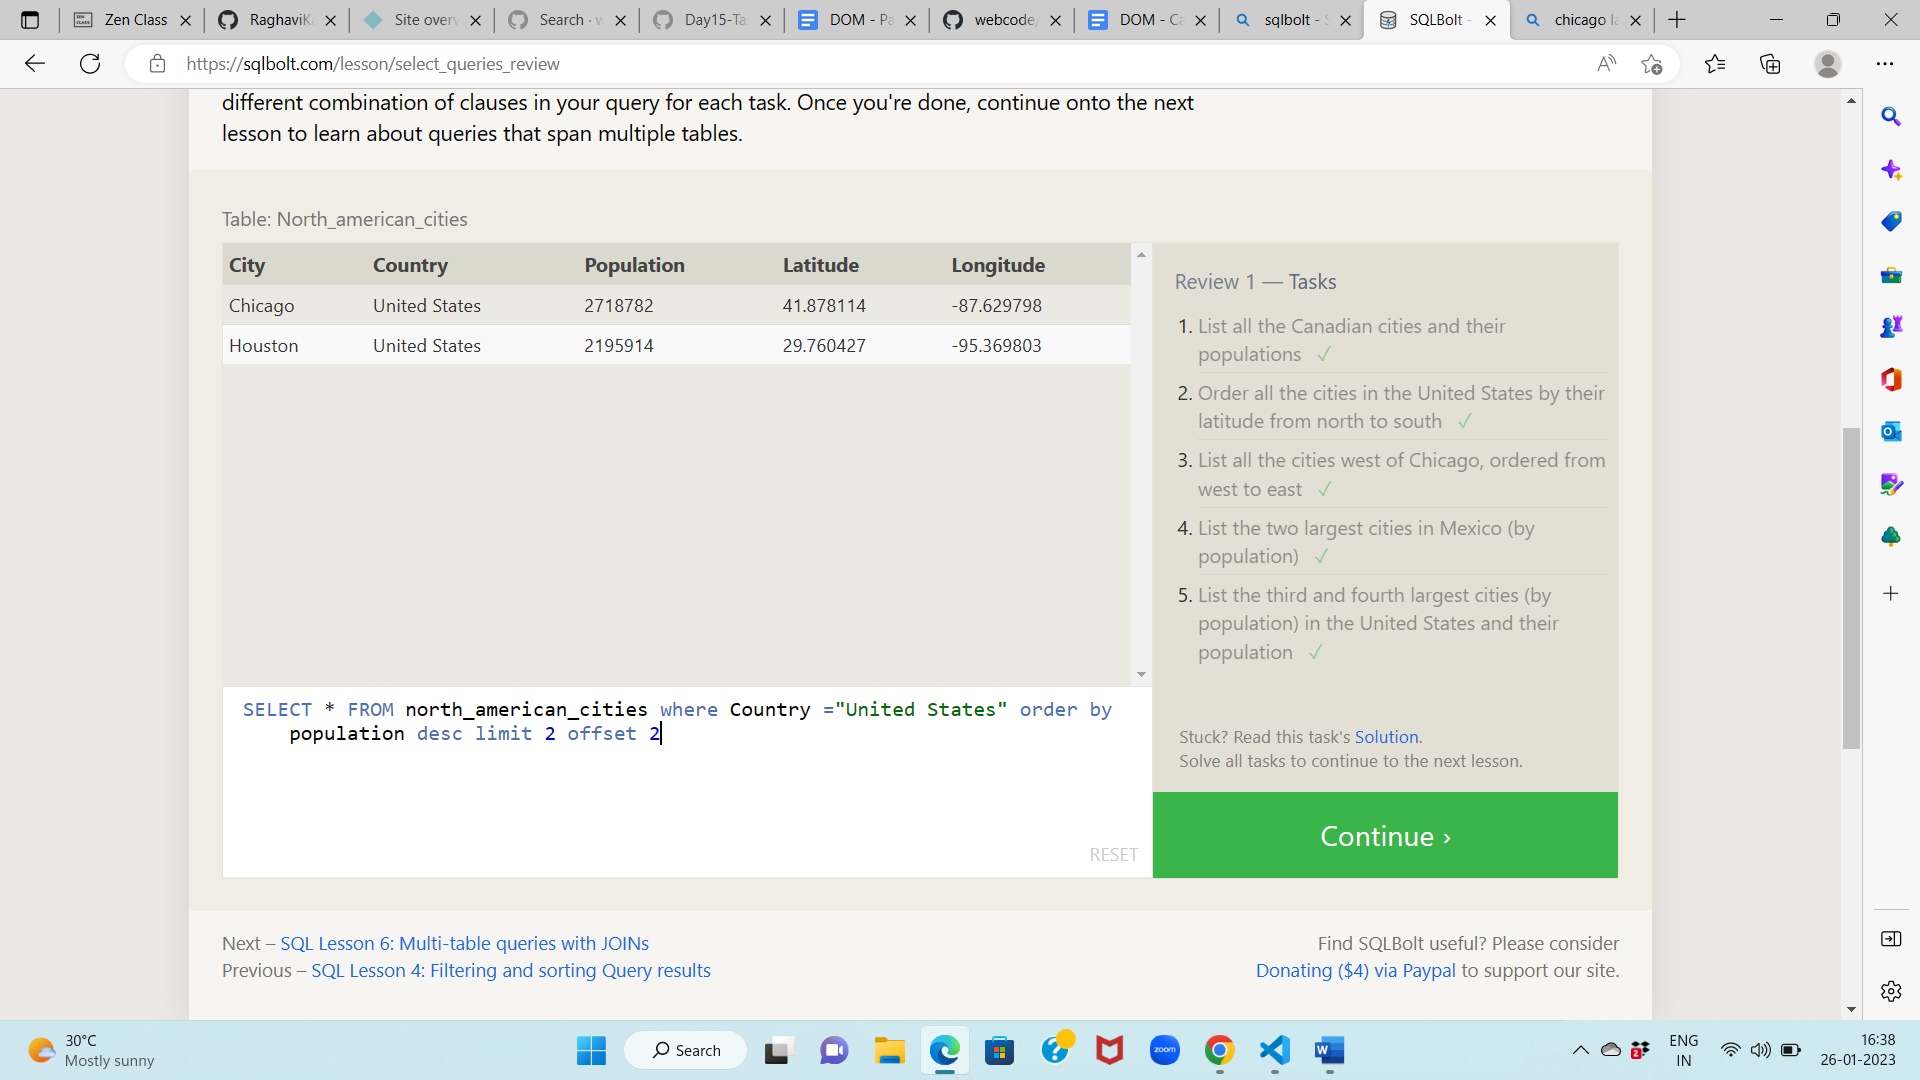 Zen Class
RaghaviK
Site over
Search · w
Day15-Ta
DOM - Pa
webcode/
DOM - Ca
sqlbolt - S
SQLBolt -
chicago la
https://sqlbolt.com/lesson/select_queries_review
different combination of clauses in your query for each task. Once you're done, continue onto the next
lesson to learn about queries that span multiple tables.
Table: North_american_cities
City Country Population Latitude Longitude
Chicago United States 2718782 41.878114 -87.629798
Houston United States 2195914 29.760427 -95.369803
Review 1 — Tasks
1. List all the Canadian cities and their
populations ✓
2. Order all the cities in the United States by their
latitude from north to south ✓
3. List all the cities west of Chicago, ordered from
west to east ✓
4. List the two largest cities in Mexico (by
population) ✓
5. List the third and fourth largest cities (by
population) in the United States and their
population ✓
SELECT * FROM north_american_cities where Country ="United States" order by
population desc limit 2 offset 2
RESET
Stuck? Read this task's Solution.
Solve all tasks to continue to the next lesson.
Continue ›
Next – SQL Lesson 6: Multi-table queries with JOINs
Previous – SQL Lesson 4: Filtering and sorting Query results
Find SQLBolt useful? Please consider
Donating ($4) via Paypal to support our site.
30°C
Mostly sunny
Search
zoom
2
ENG
IN
16:38
26-01-2023